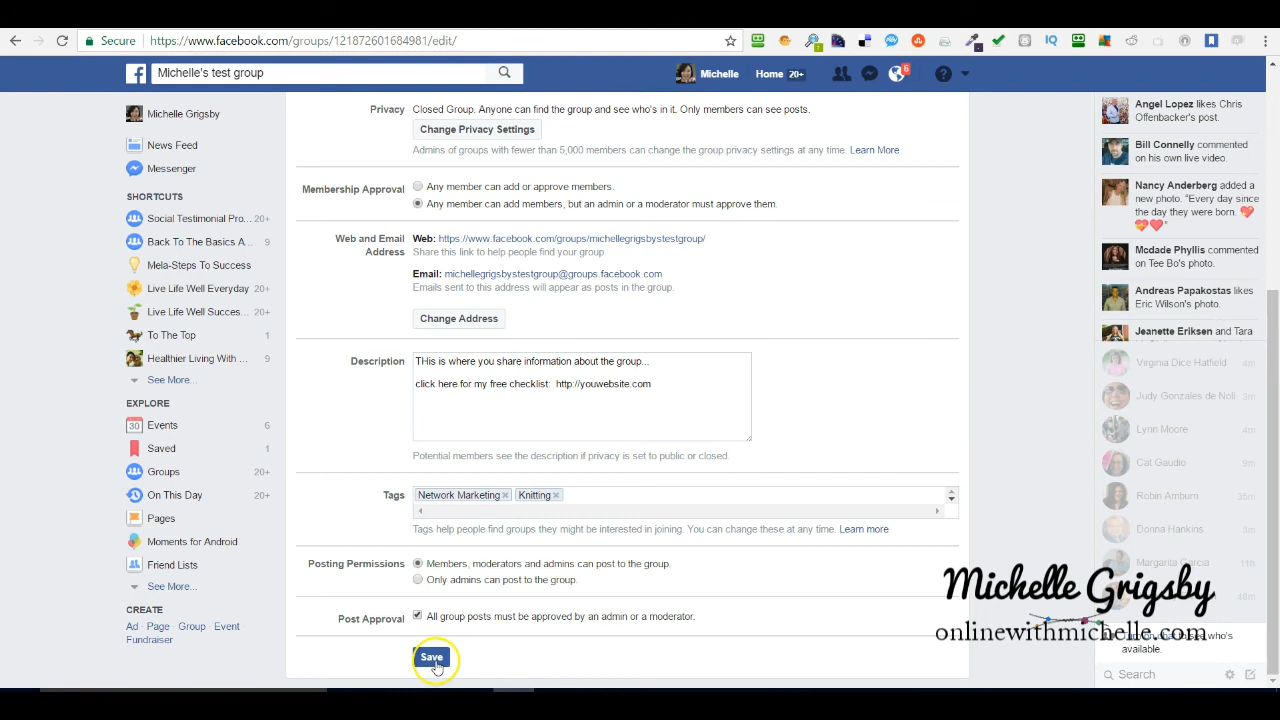 Secure https://www.facebook.com/groups/121872601684981/edit/
Michelle's test group
Michelle Home 20+ 6
Michelle Grigsby
News Feed
Messenger
SHORTCUTS
Social Testimonial Pro... 20+
Back To The Basics A... 9
Mela-Steps To Success
Live Life Well Everyday 20+
Live Life Well Succes... 20+
To The Top 1
Healthier Living With ... 9
See More...
EXPLORE
30 Events 6
Saved 1
Groups 20+
On This Day 20+
Pages
Moments for Android
Friend Lists
See More...
CREATE
Ad Page Group Event
Fundraiser
Privacy Closed Group. Anyone can find the group and see who's in it. Only members can see posts.
Change Privacy Settings
Admins of groups with fewer than 5,000 members can change the group privacy settings at any time. Learn More
Membership Approval Any member can add or approve members.
Any member can add members, but an admin or a moderator must approve them.
Web and Email Address Web: https://www.facebook.com/groups/michellegrigsbystestgroup/
Share this link to help people find your group
Email: michellegrigsbystestgroup@groups.facebook.com
Emails sent to this address will appear as posts in the group.
Change Address
Description THis is where you share information about the group...
click here for my free checklist: http://youwebsite.com
Potential members see the description if privacy is set to public or closed.
Tags Network Marketing Knitting
Tags help people find groups they might be interested in joining. You can change these at any time. Learn more
Posting Permissions Members, moderators and admins can post to the group.
Only admins can post to the group.
Post Approval All group posts must be approved by an admin or a moderator.
Save
Angel Lopez likes Chris
Offenbacker's post.
Bill Connelly commented
on his own live video.
Nancy Anderberg added a
new photo. "Every day since
the day they were born. 💖
💖❤️"
Mcdade Phyllis commented
on Tee Bo's photo.
Andreas Papakostas likes
Eric Wilson's photo.
Jeanette Eriksen and Tara
Virginia Dice Hatfield 4m
Judy Gonzales de Noli 3m
Lynn Moore 4m
Cat Gaudio 3m
Robin Amburn 35m
Donna Hankins 3m
Margarita Garcia 11h
48m
Michelle Grigsby
onlinewithmichelle.com
to see who's
available.
Search